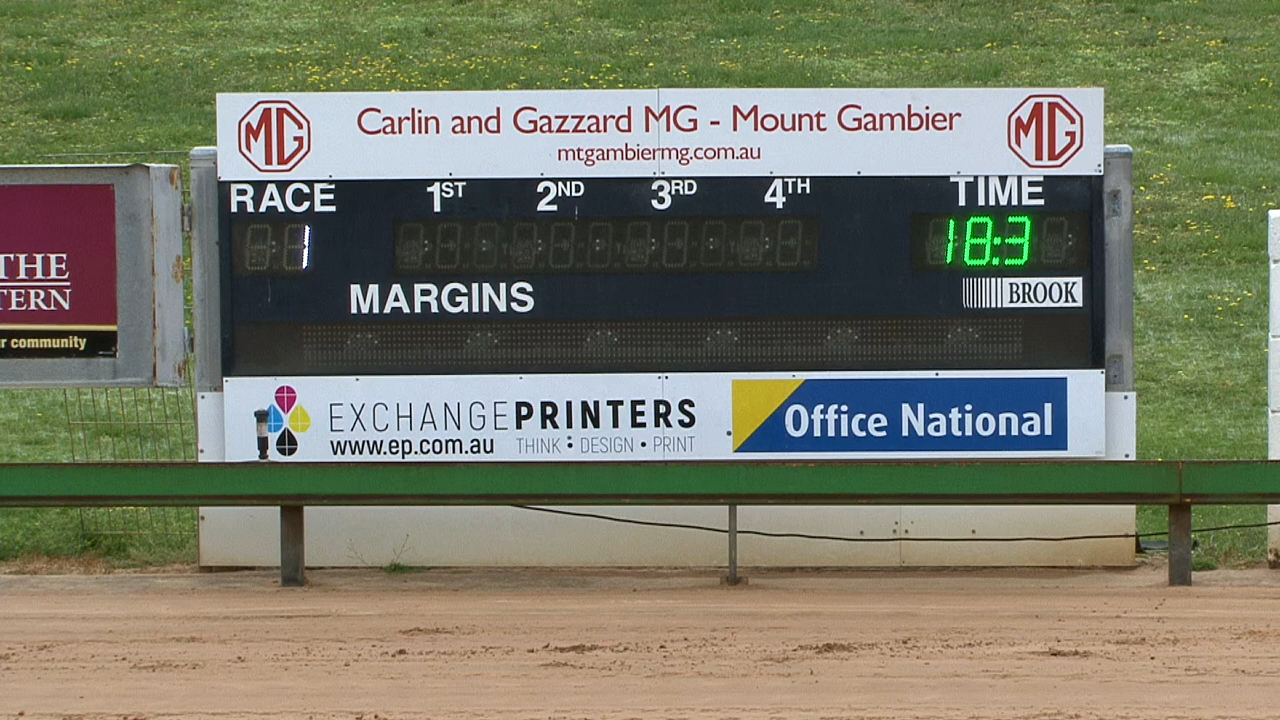 MG Carlin and Gazzard MG - Mount Gambier MG
mtgambiermg.com.au
RACE 1ST 2ND 3RD 4TH TIME
1 18:3
MARGINS BROOK
THE
TERN
r community
EXCHANGEPRINTERS
www.ep.com.au THINK • DESIGN • PRINT
Office National